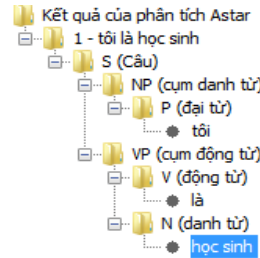 Kết quả của phân tích Astar
1 - tôi là học sinh
S (Câu)
NP (cụm danh từ)
P (đại từ)
tôi
VP (cụm động từ)
V (động từ)
là
N (danh từ)
học sinh